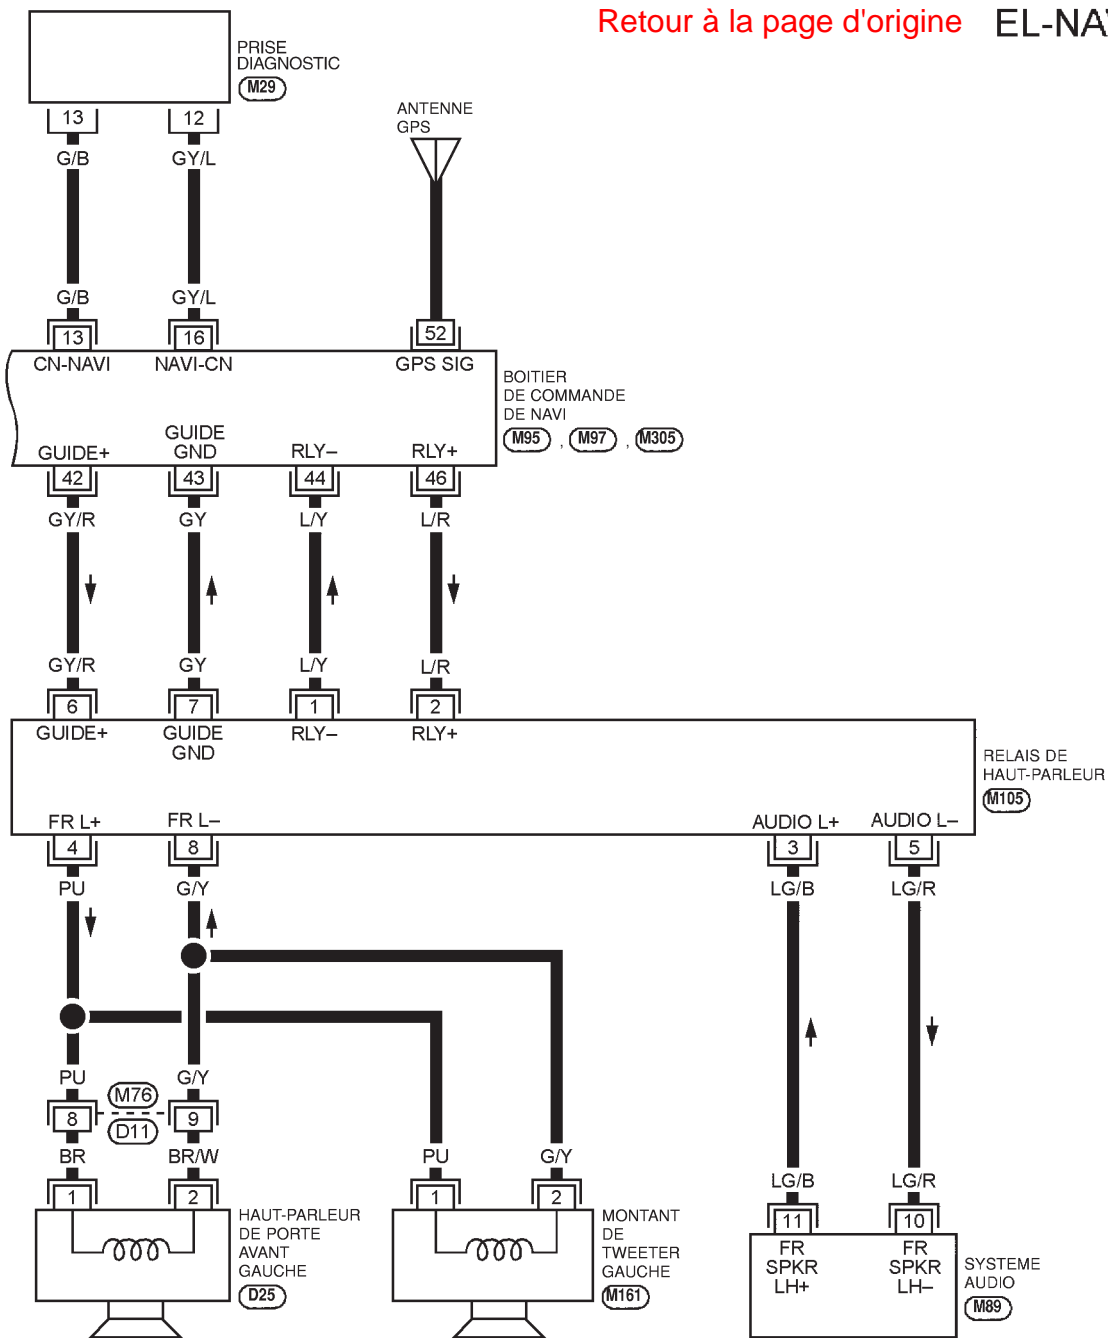 Retour à la page d'origine EL-NAV
PRISE
DIAGNOSTIC
M29
13 12
G/B GY/L
ANTENNE
GPS
G/B GY/L
13 16 52
CN-NAVI NAVI-CN GPS SIG
BOITIER
DE COMMANDE
DE NAVI
M95 , M97 , M305
GUIDE+ GUIDE
GND RLY– RLY+
42 43 44 46
GY/R GY L/Y L/R
GY/R GY L/Y L/R
6 7 1 2
GUIDE+ GUIDE
GND RLY– RLY+
RELAIS DE
HAUT-PARLEUR
M105
FR L+ FR L– AUDIO L+ AUDIO L–
4 8 3 5
PU G/Y LG/B LG/R
PU G/Y
M76
8 9
D11
BR BR/W PU G/Y
LG/B LG/R
1 2 1 2
11 10
HAUT-PARLEUR
DE PORTE
AVANT
GAUCHE
D25
MONTANT
DE
TWEETER
GAUCHE
M161
FR
SPKR
LH+
FR
SPKR
LH–
SYSTEME
AUDIO
M89